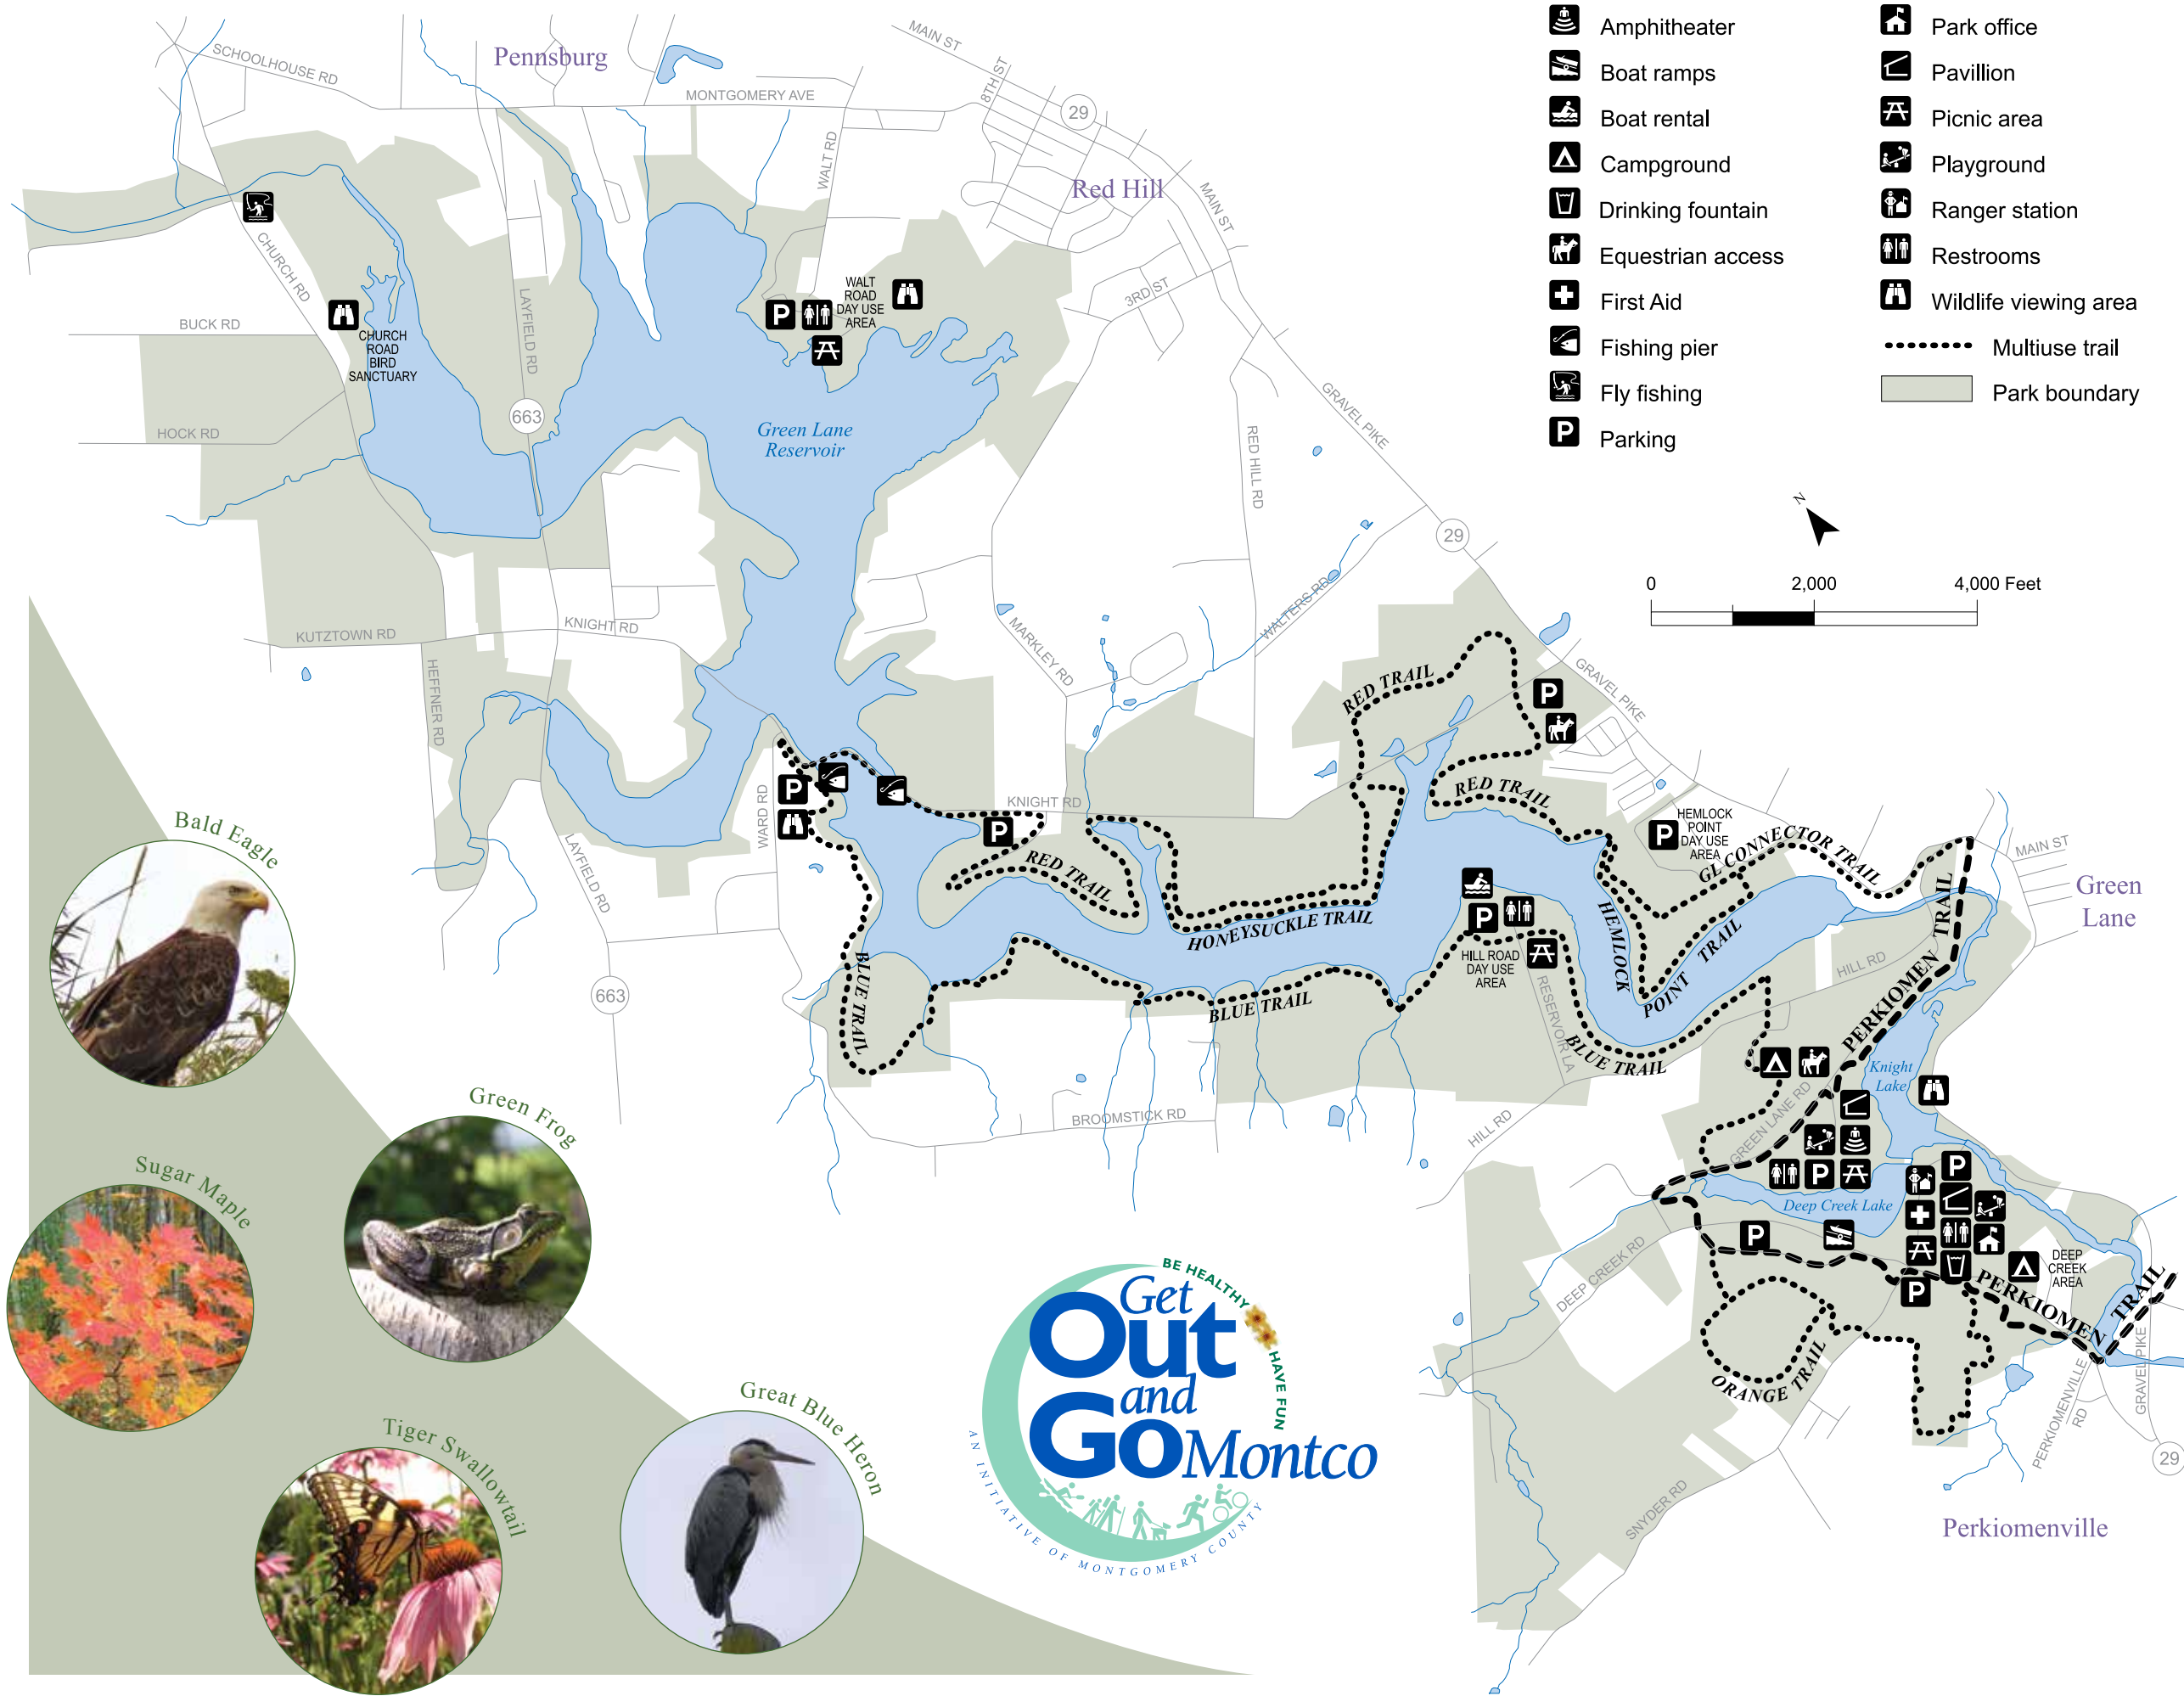 Amphitheater
Boat ramps
Boat rental
Campground
Drinking fountain
Equestrian access
First Aid
Fishing pier
Fly fishing
P
Parking
Park office
Pavillion
Picnic area
Playground
Ranger station
Restrooms
Wildlife viewing area
Multiuse trail
Park boundary
N
0
2,000
4,000 Feet
Pennsburg
SCHOOLHOUSE RD
MONTGOMERY AVE
MAIN ST
8TH ST
29
WALT RD
Red Hill
MAIN ST
3RD ST
CHURCH RD
BUCK RD
CHURCH
ROAD
BIRD
SANCTUARY
LAYFIELD RD
663
HOCK RD
P
WALT
ROAD
DAY USE
AREA
Green Lane
Reservoir
RED HILL RD
GRAVEL PIKE
29
WALTERS RD
KUTZTOWN RD
KNIGHT RD
HEFFNER RD
MARKLEY RD
RED TRAIL
P
GRAVEL PIKE
WARD RD
P
KNIGHT RD
P
RED TRAIL
RED TRAIL
P
HEMLOCK
POINT
DAY USE
AREA
GL CONNECTOR TRAIL
MAIN ST
Green
Lane
LAYFIELD RD
663
HONEYSUCKLE TRAIL
P
HILL ROAD
DAY USE
AREA
RESERVOIR LA
HEMLOCK
POINT
TRAIL
HILL RD
PERKIOMEN TRAIL
BLUE TRAIL
BLUE TRAIL
BLUE TRAIL
BROOMSTICK RD
HILL RD
GREEN LANE RD
Knight
Lake
P
Deep Creek Lake
P
DEEP CREEK RD
P
P
DEEP
CREEK
AREA
PERKIOMEN TRAIL
ORANGE TRAIL
SNYDER RD
PERKIOMENVILLE
RD
GRAVEL PIKE
29
Perkiomenville
Bald Eagle
Green Frog
Sugar Maple
Tiger Swallowtail
Great Blue Heron
BE HEALTHY
HAVE FUN
Get
Out
and
Go Montco
AN INITIATIVE OF MONTGOMERY COUNTY